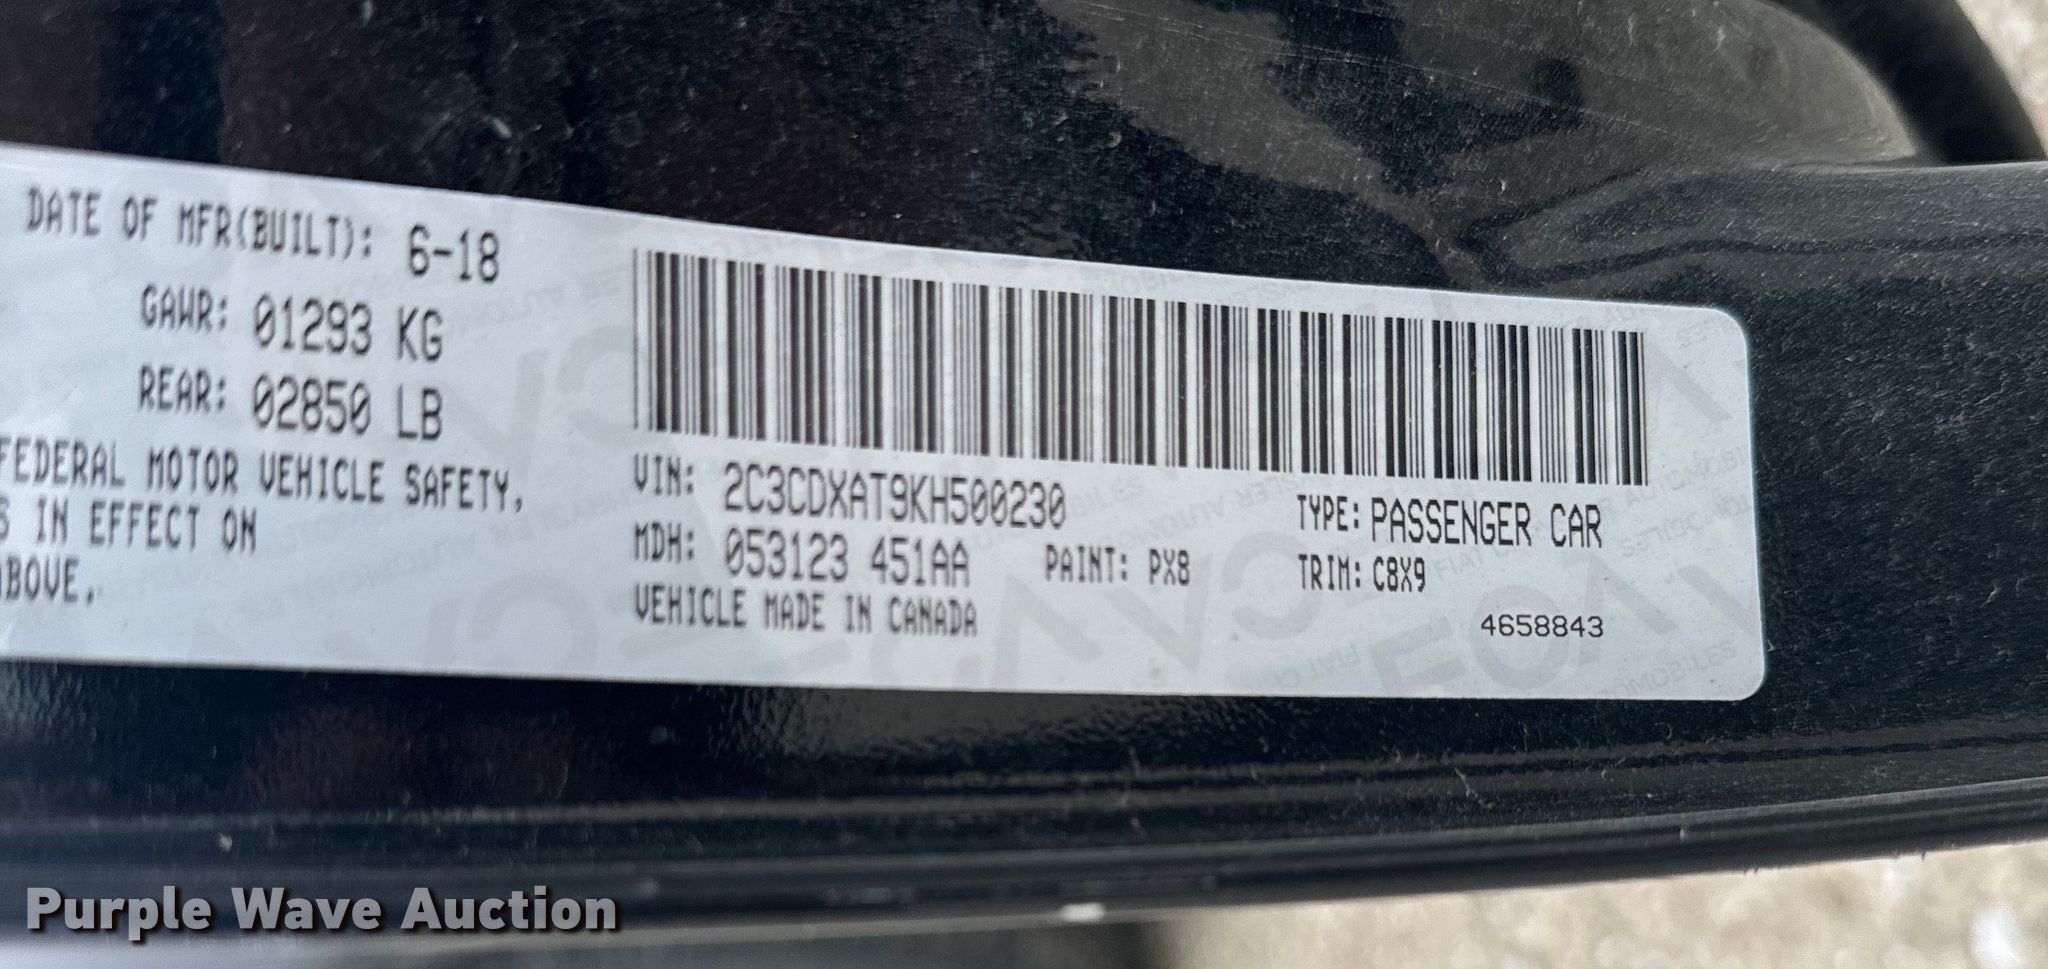 DATE OF MFR(BUILT): 6-18
GAWR: 01293 KG
REAR: 02850 LB
FEDERAL MOTOR VEHICLE SAFETY,
S IN EFFECT ON
ABOVE.
VIN: 2C3CDXAT9KH500230
TYPE: PASSENGER CAR
MDH: 053123 451AA
PAINT: PX8
TRIM: C8X9
VEHICLE MADE IN CANADA
4658843
Purple Wave Auction